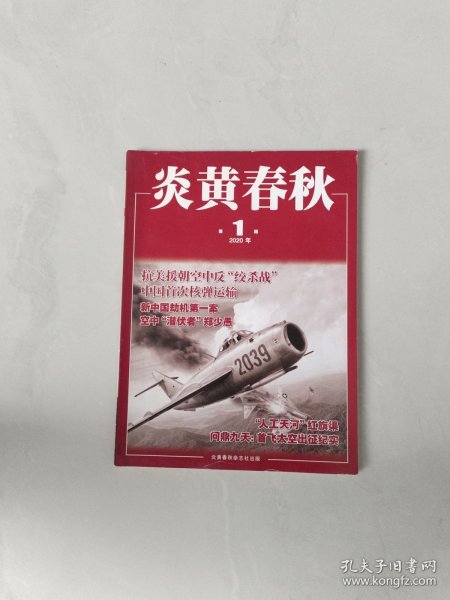 炎黄春秋
第1期
2020年
抗美援朝空中反“绞杀战”
中国首次核弹运输
新中国劫机第一案
空中“潜伏者”郑少愚
2039
“人工天河”红旗渠
问鼎九天：首飞太空出征纪实
炎黄春秋杂志社出版
孔夫子旧书网
www.kongfz.com